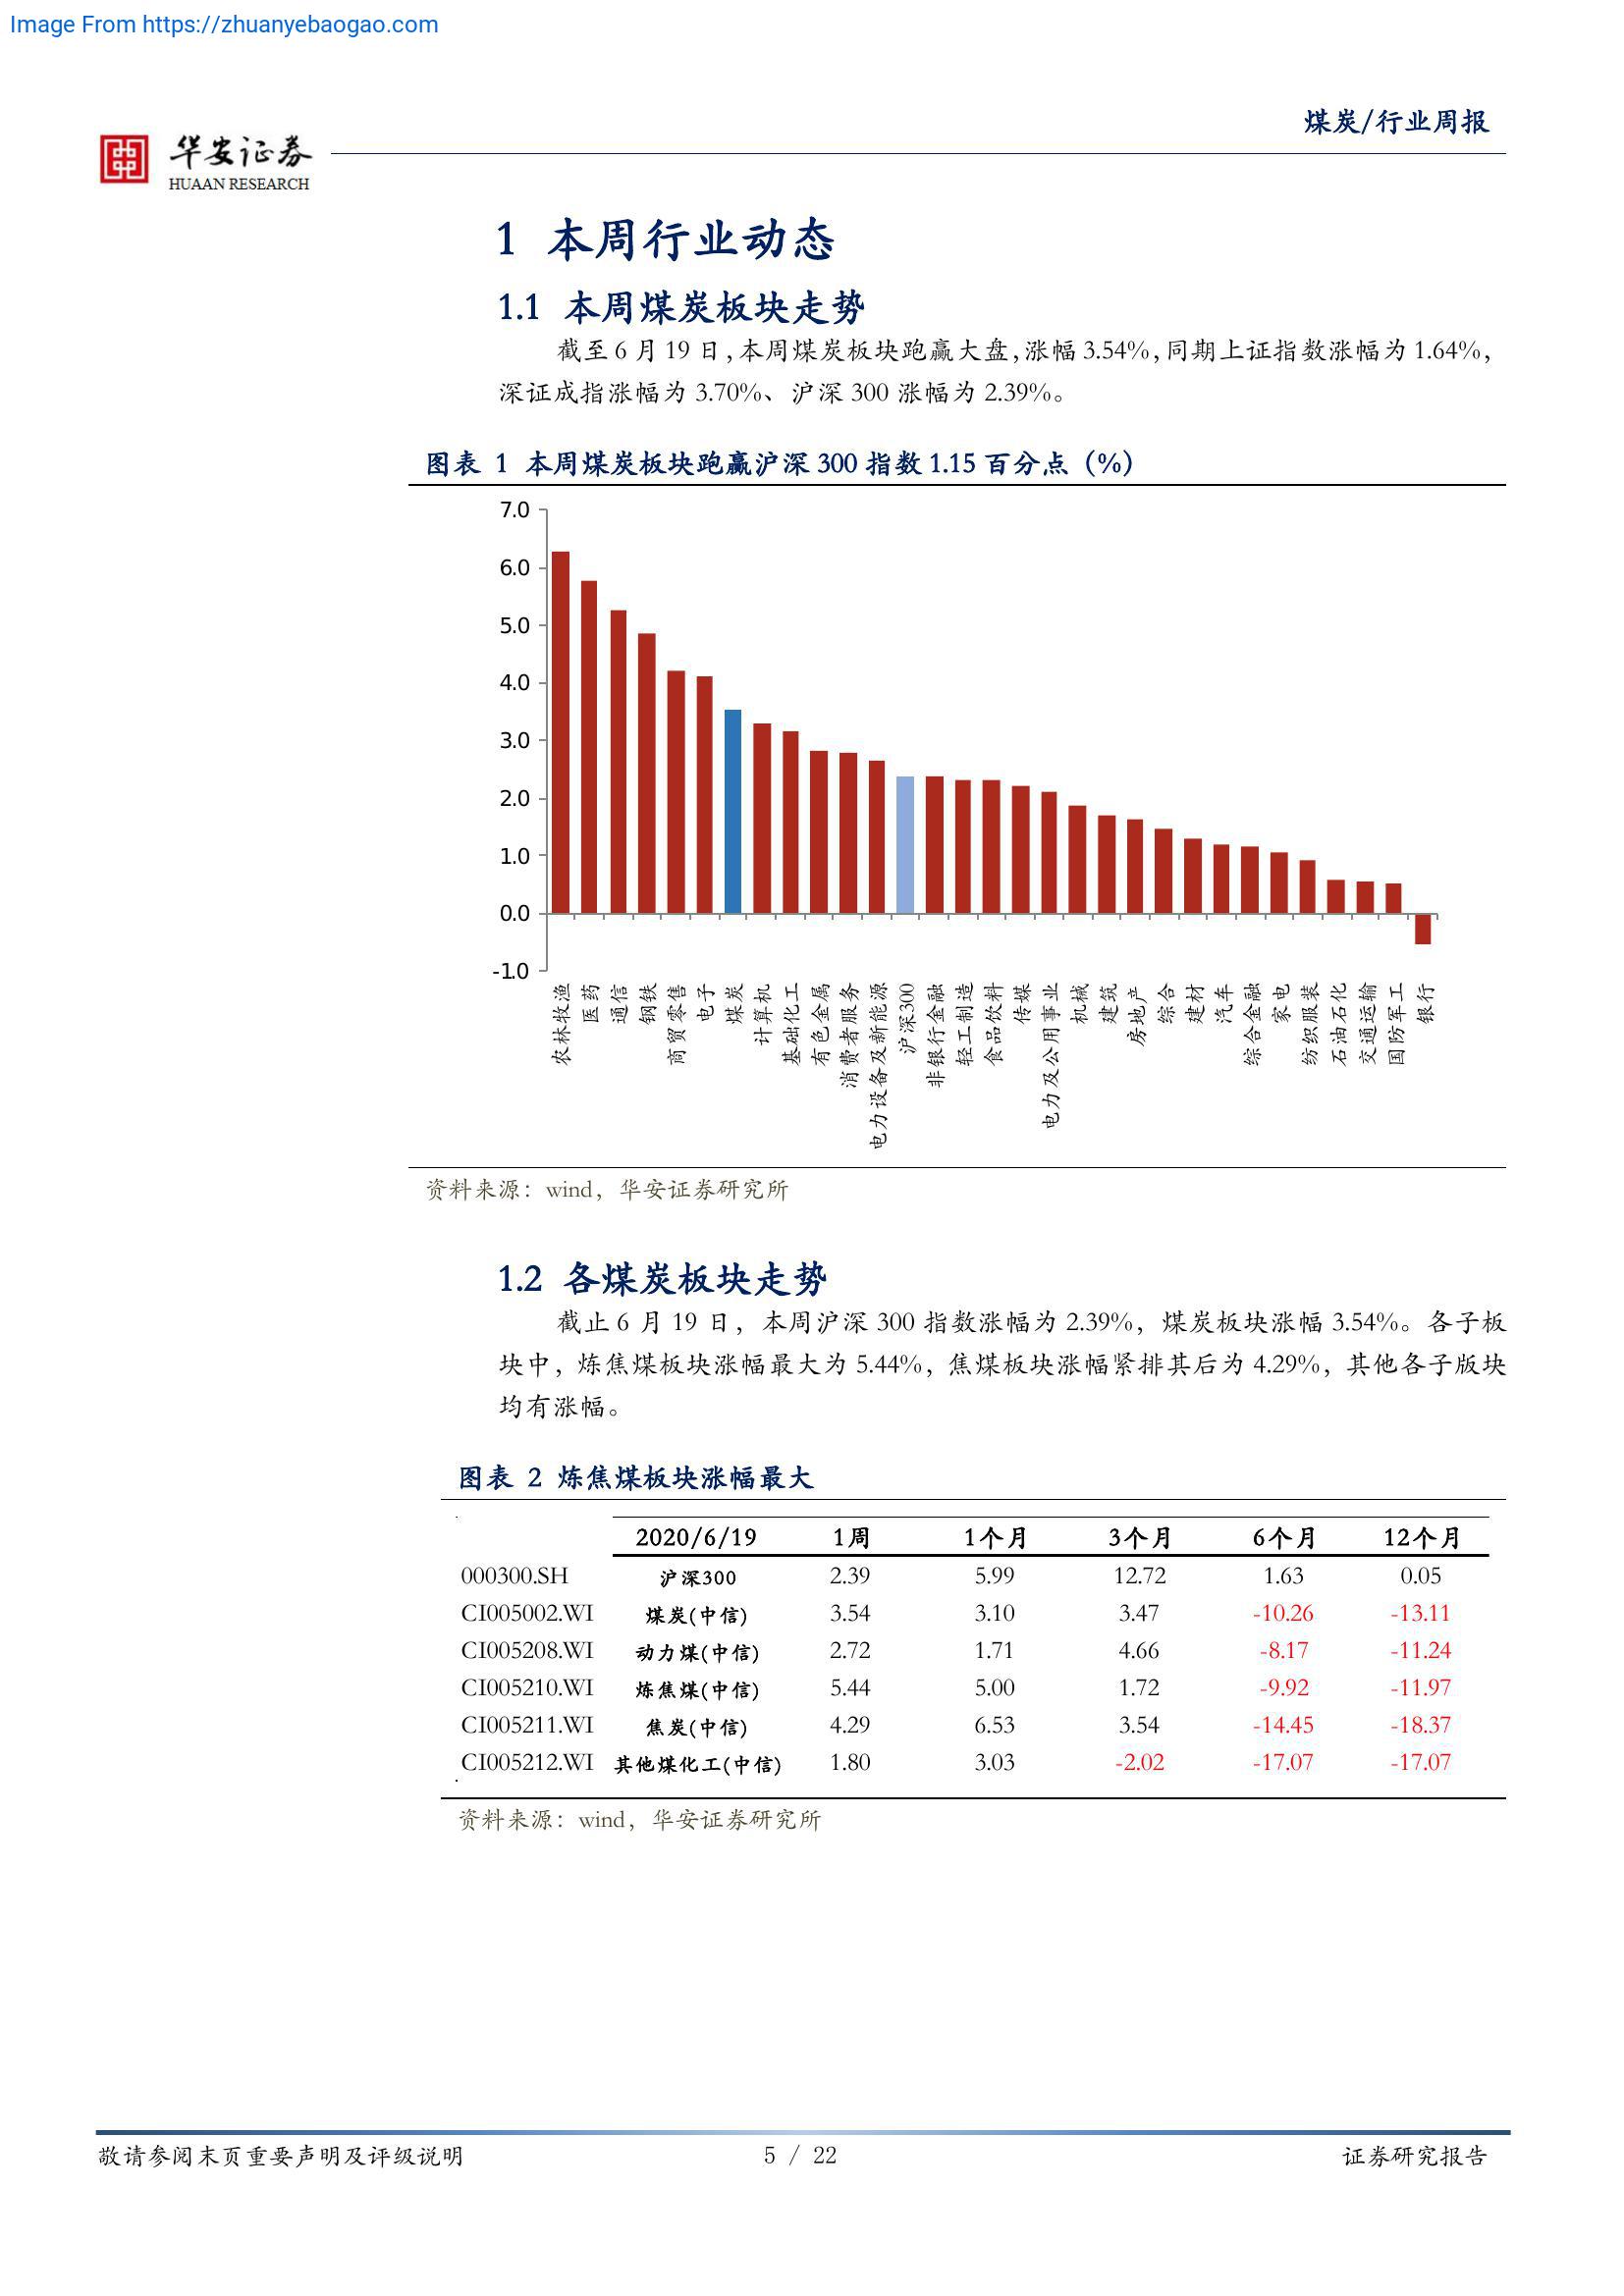 Image From https://zhuanyebaogao.com
煤炭/行业周报
华安证券
HUAAN RESEARCH
1 本周行业动态
1.1 本周煤炭板块走势
截至 6 月 19 日，本周煤炭板块跑赢大盘，涨幅 3.54%，同期上证指数涨幅为 1.64%，
深证成指涨幅为 3.70%、沪深 300 涨幅为 2.39%。
图表 1 本周煤炭板块跑赢沪深 300 指数 1.15 百分点（%）
7.0
6.0
5.0
4.0
3.0
2.0
1.0
0.0
-1.0
农林牧渔
医药
通信
钢铁
商贸零售
电子
煤炭
计算机
基础化工
有色金属
消费者服务
电力设备及新能源
沪深300
非银行金融
轻工制造
食品饮料
传媒
电力及公用事业
机械
建筑
房地产
综合
建材
汽车
综合金融
家电
纺织服装
石油石化
交通运输
国防军工
银行
资料来源：wind，华安证券研究所
1.2 各煤炭板块走势
截止 6 月 19 日，本周沪深 300 指数涨幅为 2.39%，煤炭板块涨幅 3.54%。各子板
块中，炼焦煤板块涨幅最大为 5.44%，焦煤板块涨幅紧排其后为 4.29%，其他各子版块
均有涨幅。
图表 2 炼焦煤板块涨幅最大
2020/6/19 1周 1个月 3个月 6个月 12个月
000300.SH 沪深300 2.39 5.99 12.72 1.63 0.05
CI005002.WI 煤炭(中信) 3.54 3.10 3.47 -10.26 -13.11
CI005208.WI 动力煤(中信) 2.72 1.71 4.66 -8.17 -11.24
CI005210.WI 炼焦煤(中信) 5.44 5.00 1.72 -9.92 -11.97
CI005211.WI 焦炭(中信) 4.29 6.53 3.54 -14.45 -18.37
CI005212.WI 其他煤化工(中信) 1.80 3.03 -2.02 -17.07 -17.07
资料来源：wind，华安证券研究所
敬请参阅末页重要声明及评级说明 5 / 22 证券研究报告